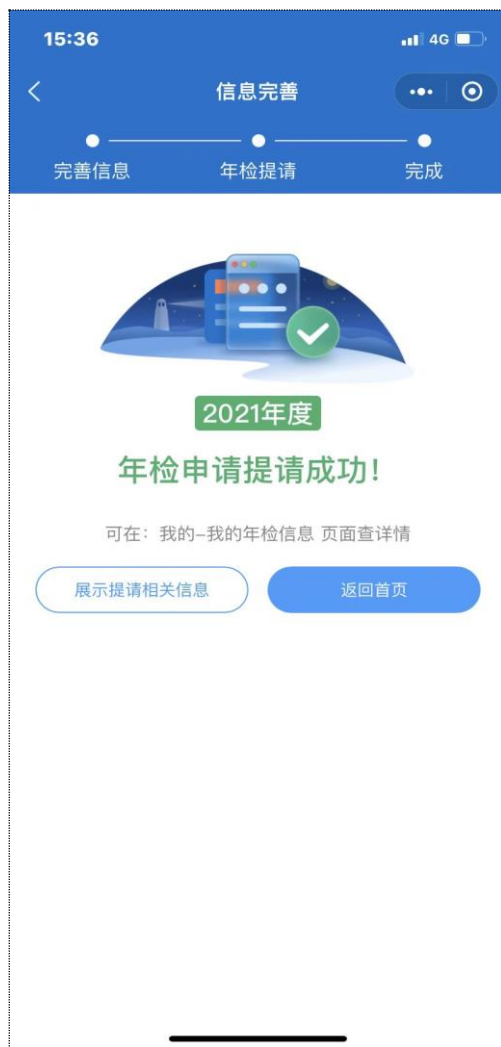 15:36
4G
信息完善
完善信息
年检提请
完成
2021年度
年检申请提请成功!
可在：我的-我的年检信息 页面查详情
展示提请相关信息
返回首页